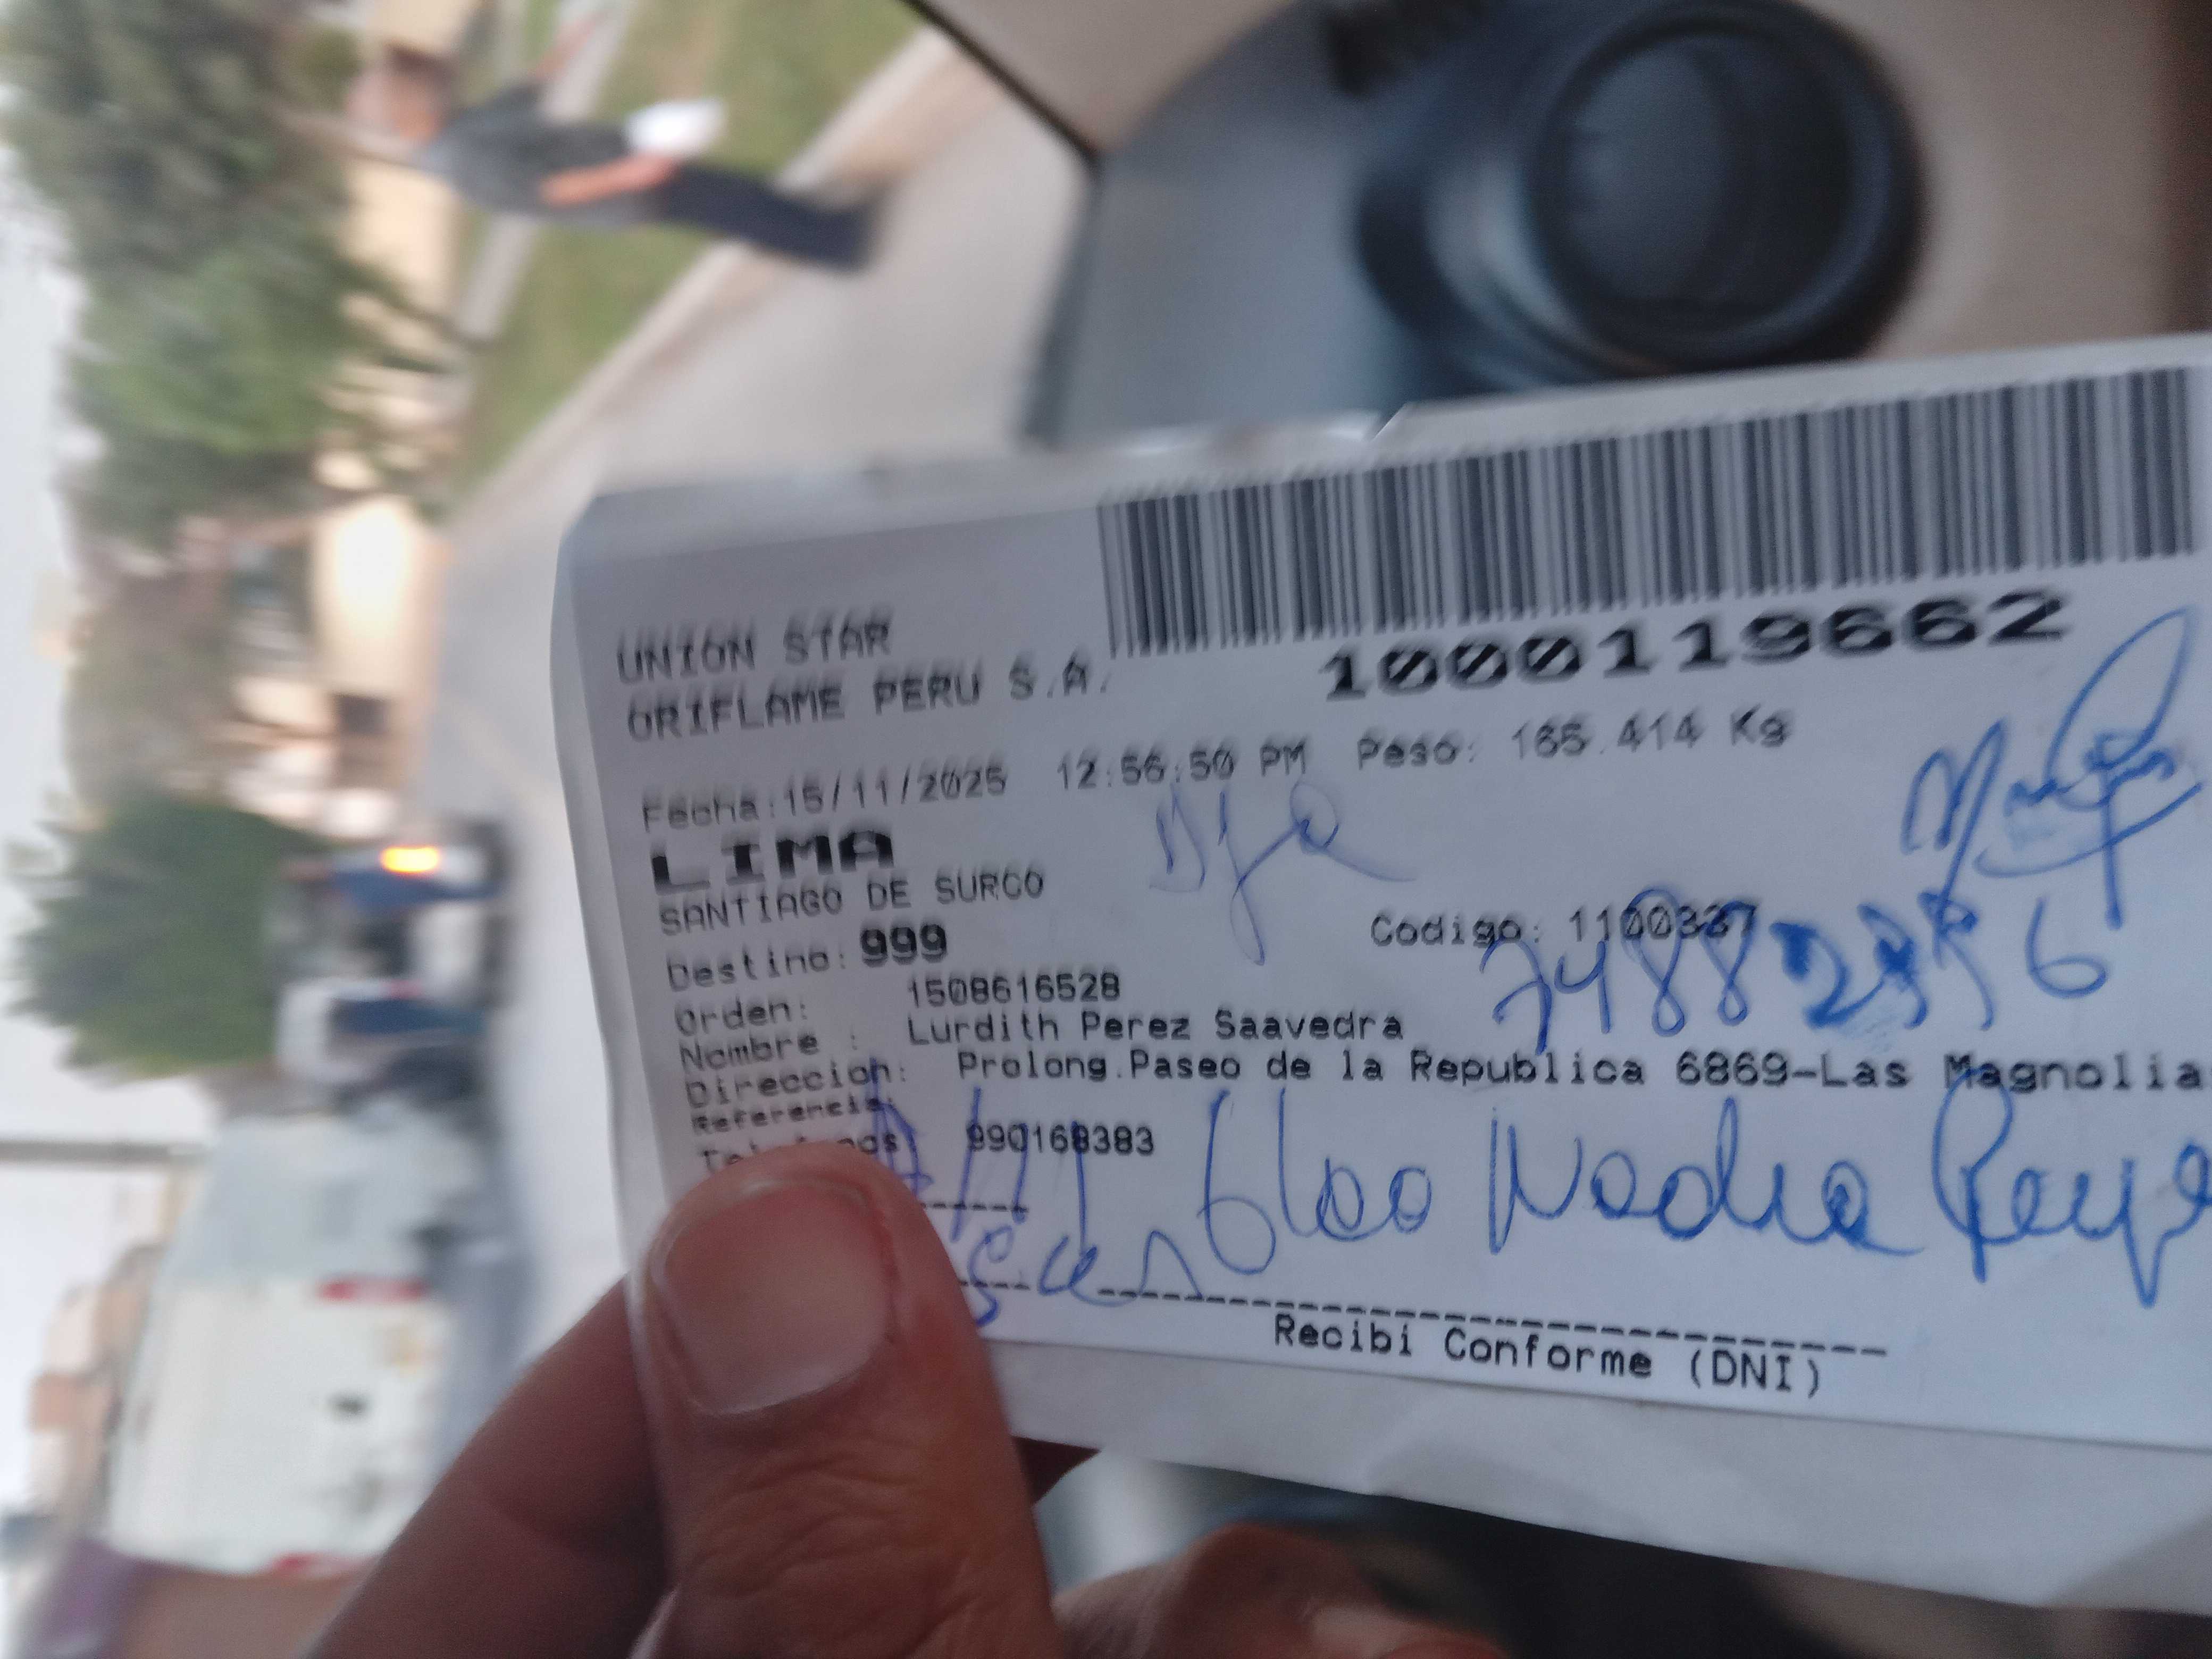 UNION STAR
ORIFLAME PERU S.A.
1000119662
Fecha:15/11/2025 12:56:50 PM Peso: 165.414 Kg
LIMA
SANTIAGO DE SURCO
Destino: 999
Codigo: 1100337
Orden: 1508616528
Nombre : Lurdith Perez Saavedra
Direccion: Prolong.Paseo de la Republica 6869-Las Magnolia
Referencia:
990168383
Nadia
Recibi Conforme (DNI)